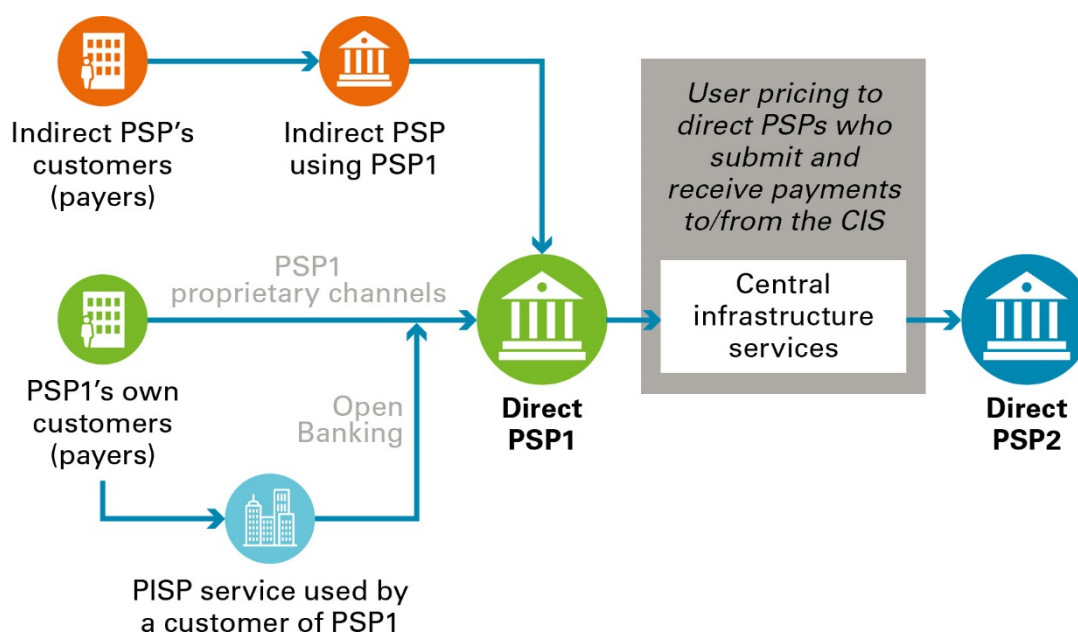 Indirect PSP's
customers
(payers)
Indirect PSP
using PSP1
User pricing to
direct PSPs who
submit and
receive payments
to/from the CIS
PSP1
proprietary channels
Central
infrastructure
services
PSP1's own
customers
(payers)
Open
Banking
Direct
PSP1
Direct
PSP2
PISP service used by
a customer of PSP1